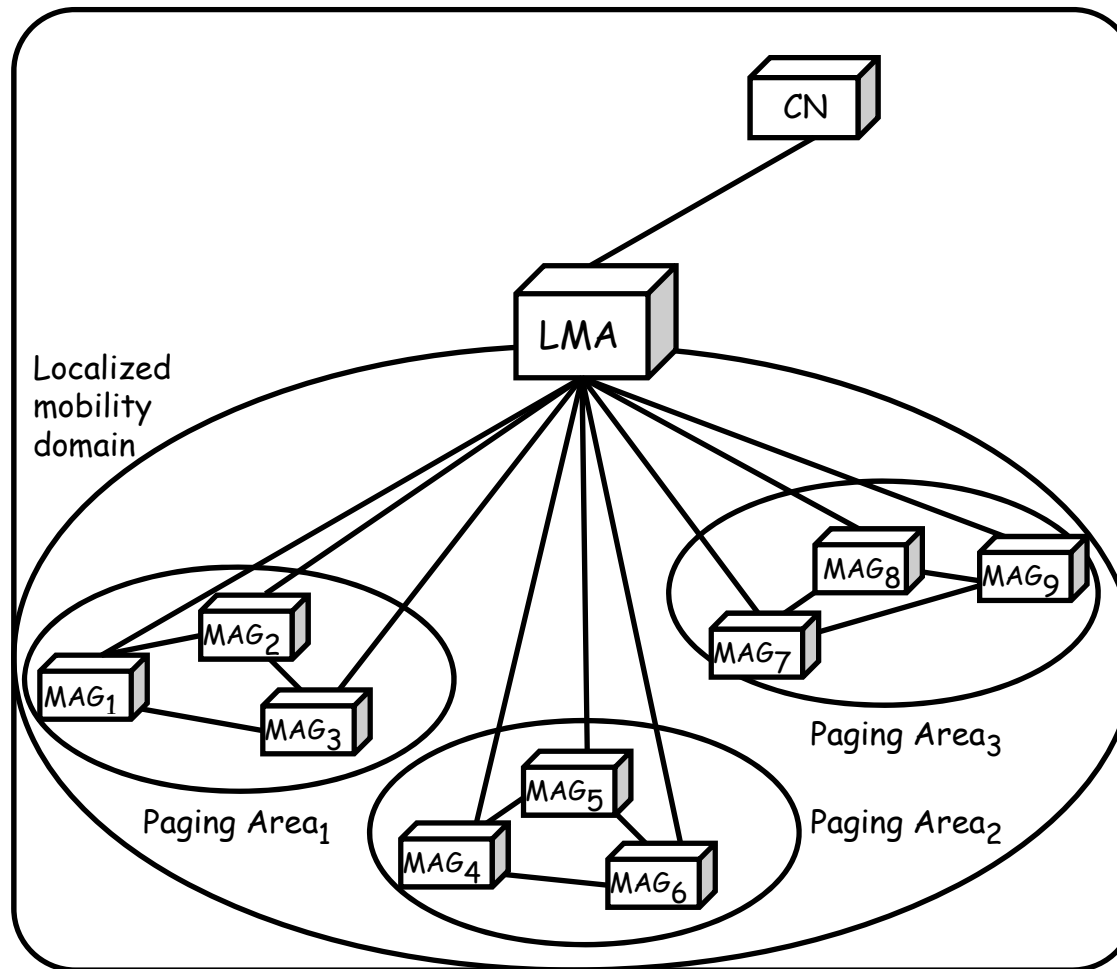 CN
LMA
Localized
mobility
domain
MAG8
MAG9
MAG2
MAG7
MAG1
MAG3
Paging Area3
MAG5
Paging Area1
Paging Area2
MAG4
MAG6